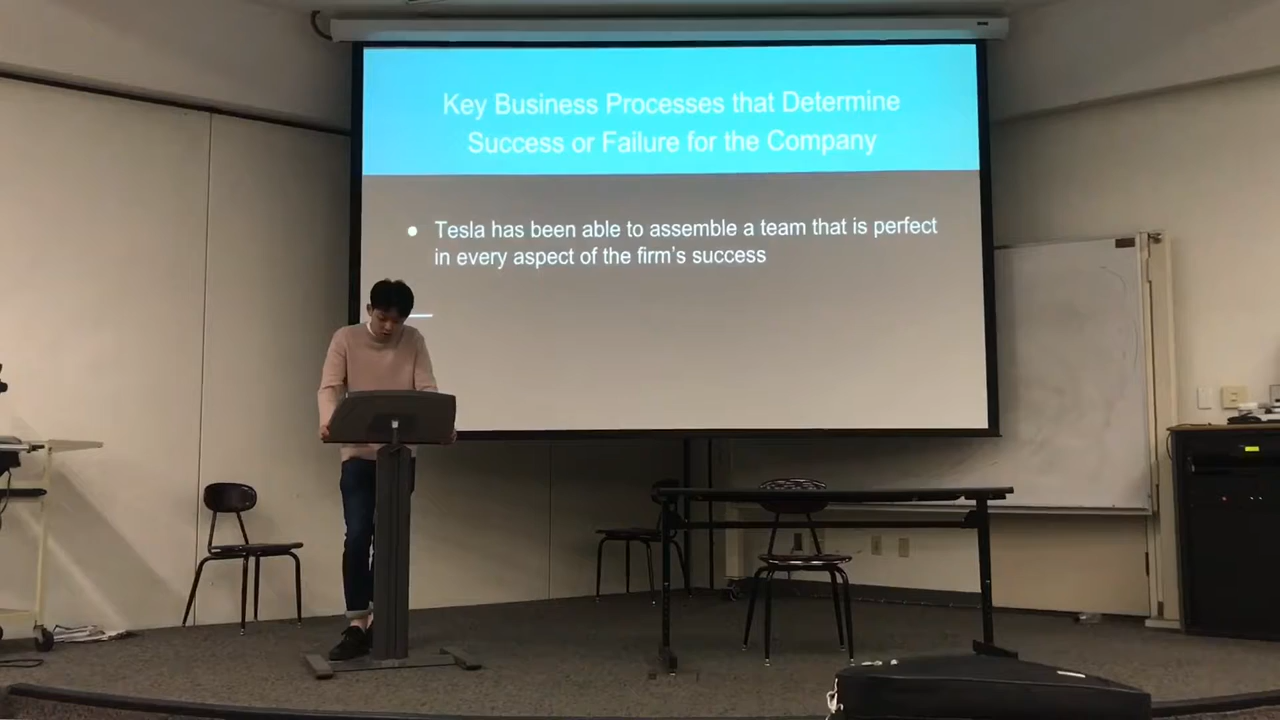 Key Business Processes that Determine
Success or Failure for the Company
● Tesla has been able to assemble a team that is perfect
in every aspect of the firm's success